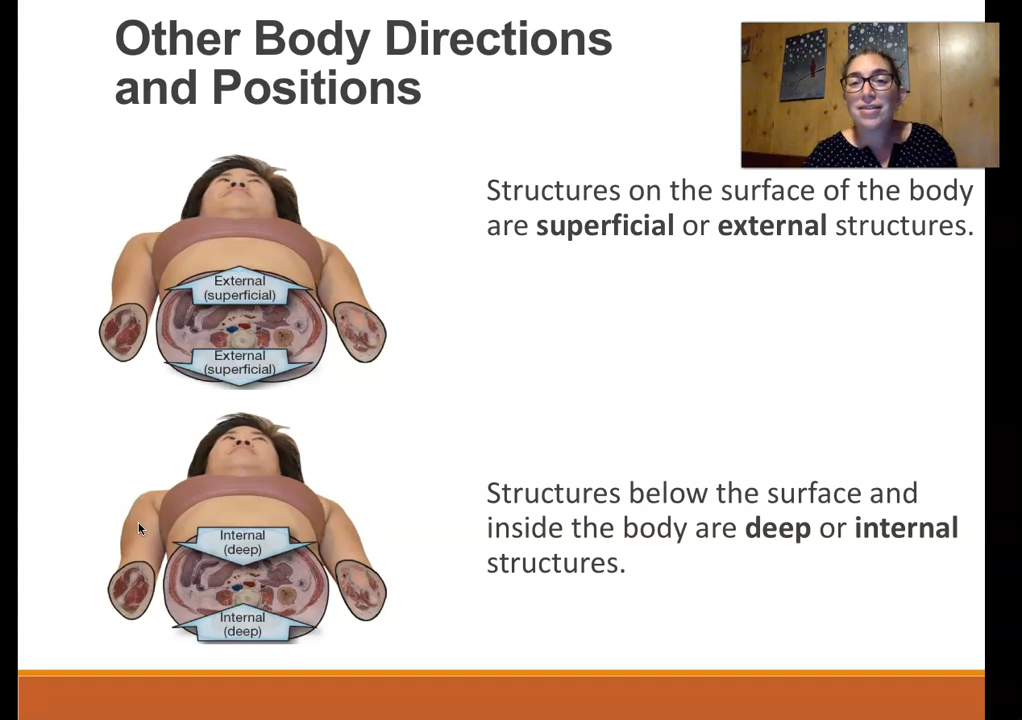 Other Body Directions
and Positions
Structures on the surface of the body
are superficial or external structures.
External
(superficial)
External
(superficial)
Structures below the surface and
inside the body are deep or internal
structures.
Internal
(deep)
Internal
(deep)